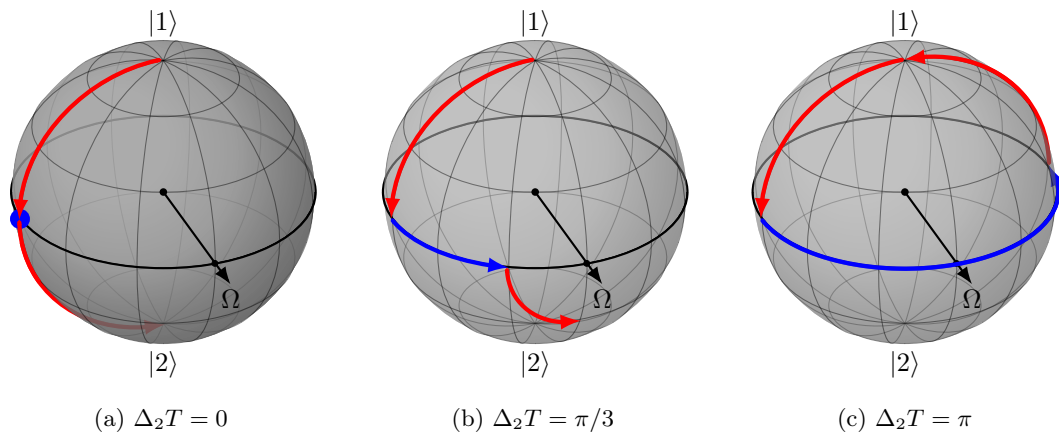 |1⟩ |1⟩ |1⟩
Ω Ω Ω
|2⟩ |2⟩ |2⟩
(a) Δ₂T = 0 (b) Δ₂T = π/3 (c) Δ₂T = π